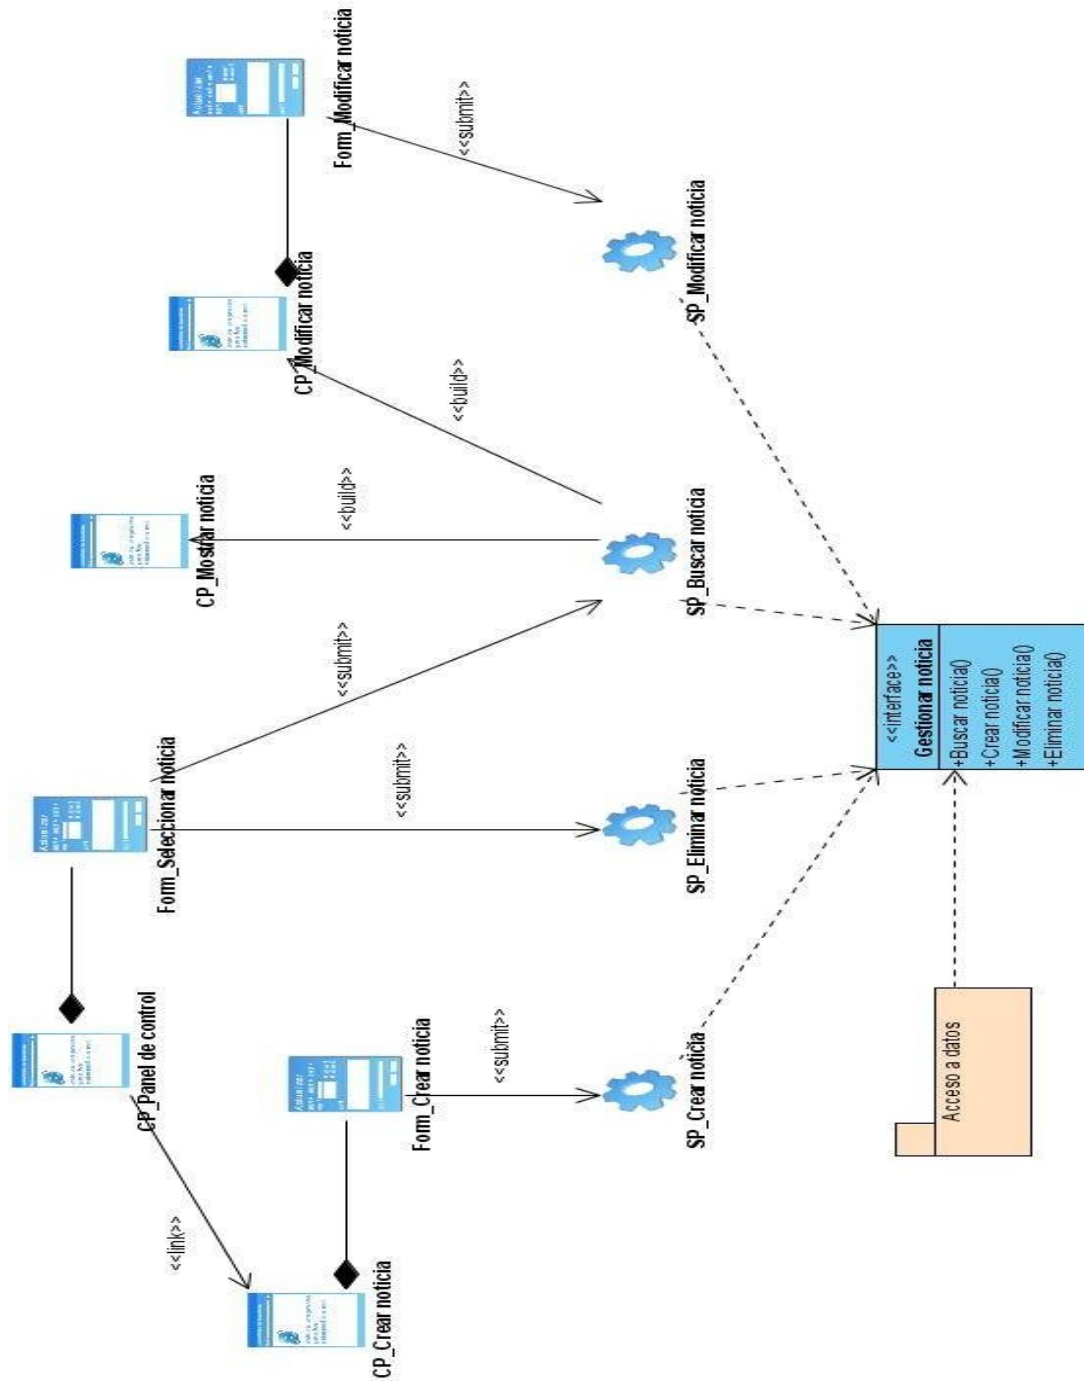 CP_Panel de control
Form_Seleccionar noticia
<<link>>
CP_Mostrar noticia
CP_Modificar noticia
<<submit>>
<<build>>
Form_Modificar noticia
CP_Crear noticia
<<submit>>
Form_Crear noticia
<<build>>
<<submit>>
<<submit>>
SP_Crear noticia
SP_Eliminar noticia
SP_Buscar noticia
SP_Modificar noticia
<<interface>>
Gestionar noticia
Acceso a datos
+Buscar noticia()
+Crear noticia()
+Modificar noticia()
+Eliminar noticia()